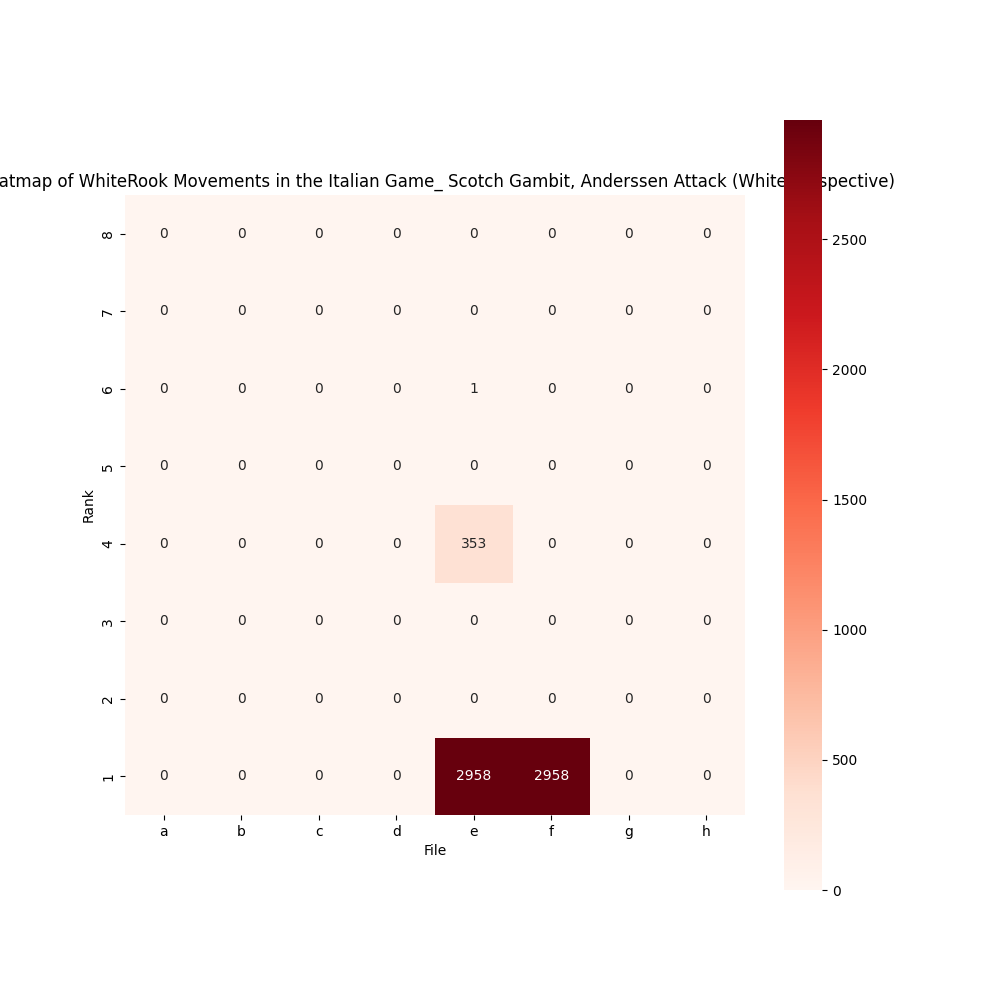 atmap of WhiteRook Movements in the Italian Game_ Scotch Gambit, Anderssen Attack (White spective)
8 0 0 0 0 0 0 0 0
7 0 0 0 0 0 0 0 0
6 0 0 0 0 1 0 0 0
5 0 0 0 0 0 0 0 0
4 0 0 0 0 353 0 0 0
3 0 0 0 0 0 0 0 0
2 0 0 0 0 0 0 0 0
1 0 0 0 0 2958 2958 0 0
a b c d e f g h
File
Rank
2500
2000
1500
1000
500
0